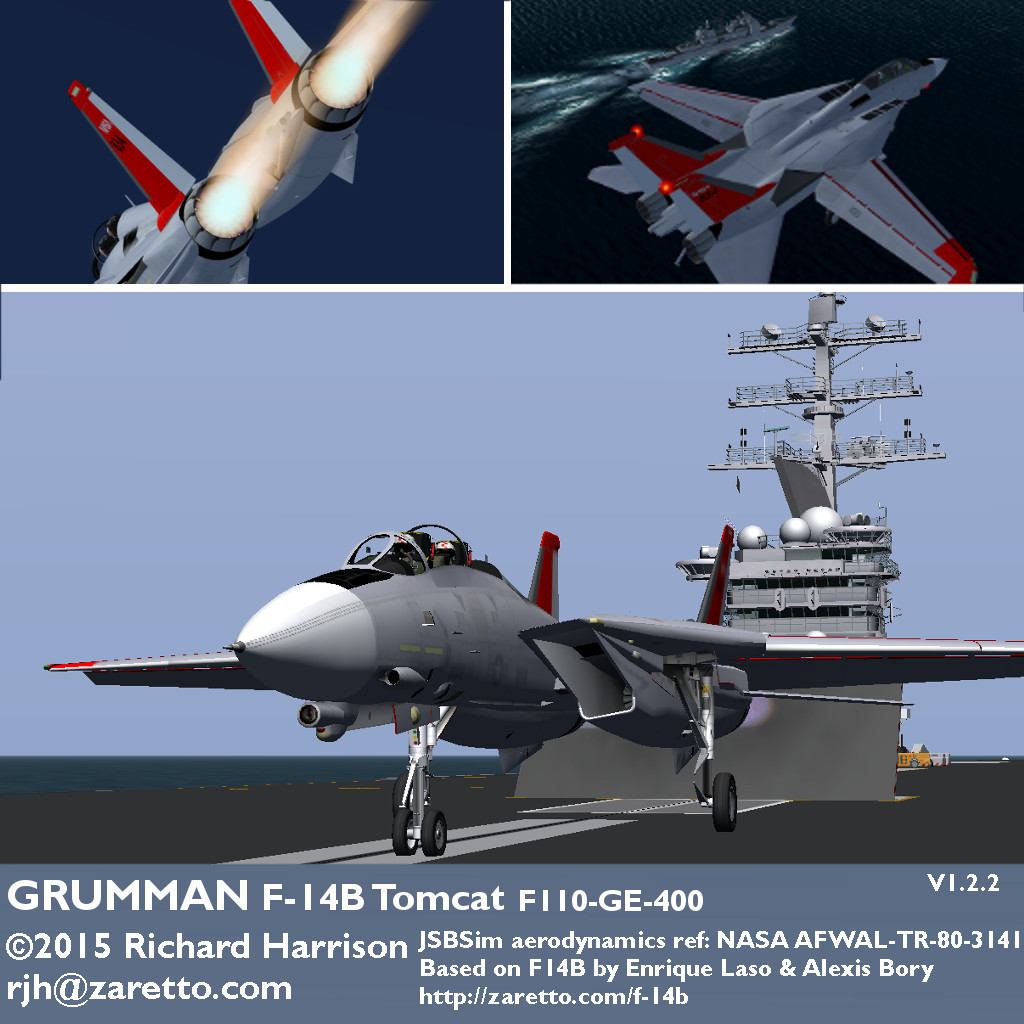 GRUMMAN F-14B Tomcat F110-GE-400
V1.2.2
©2015 Richard Harrison
rjh@zaretto.com
JSBSim aerodynamics ref: NASA AFWAL-TR-80-3141
Based on F14B by Enrique Laso & Alexis Bory
http://zaretto.com/f-14b